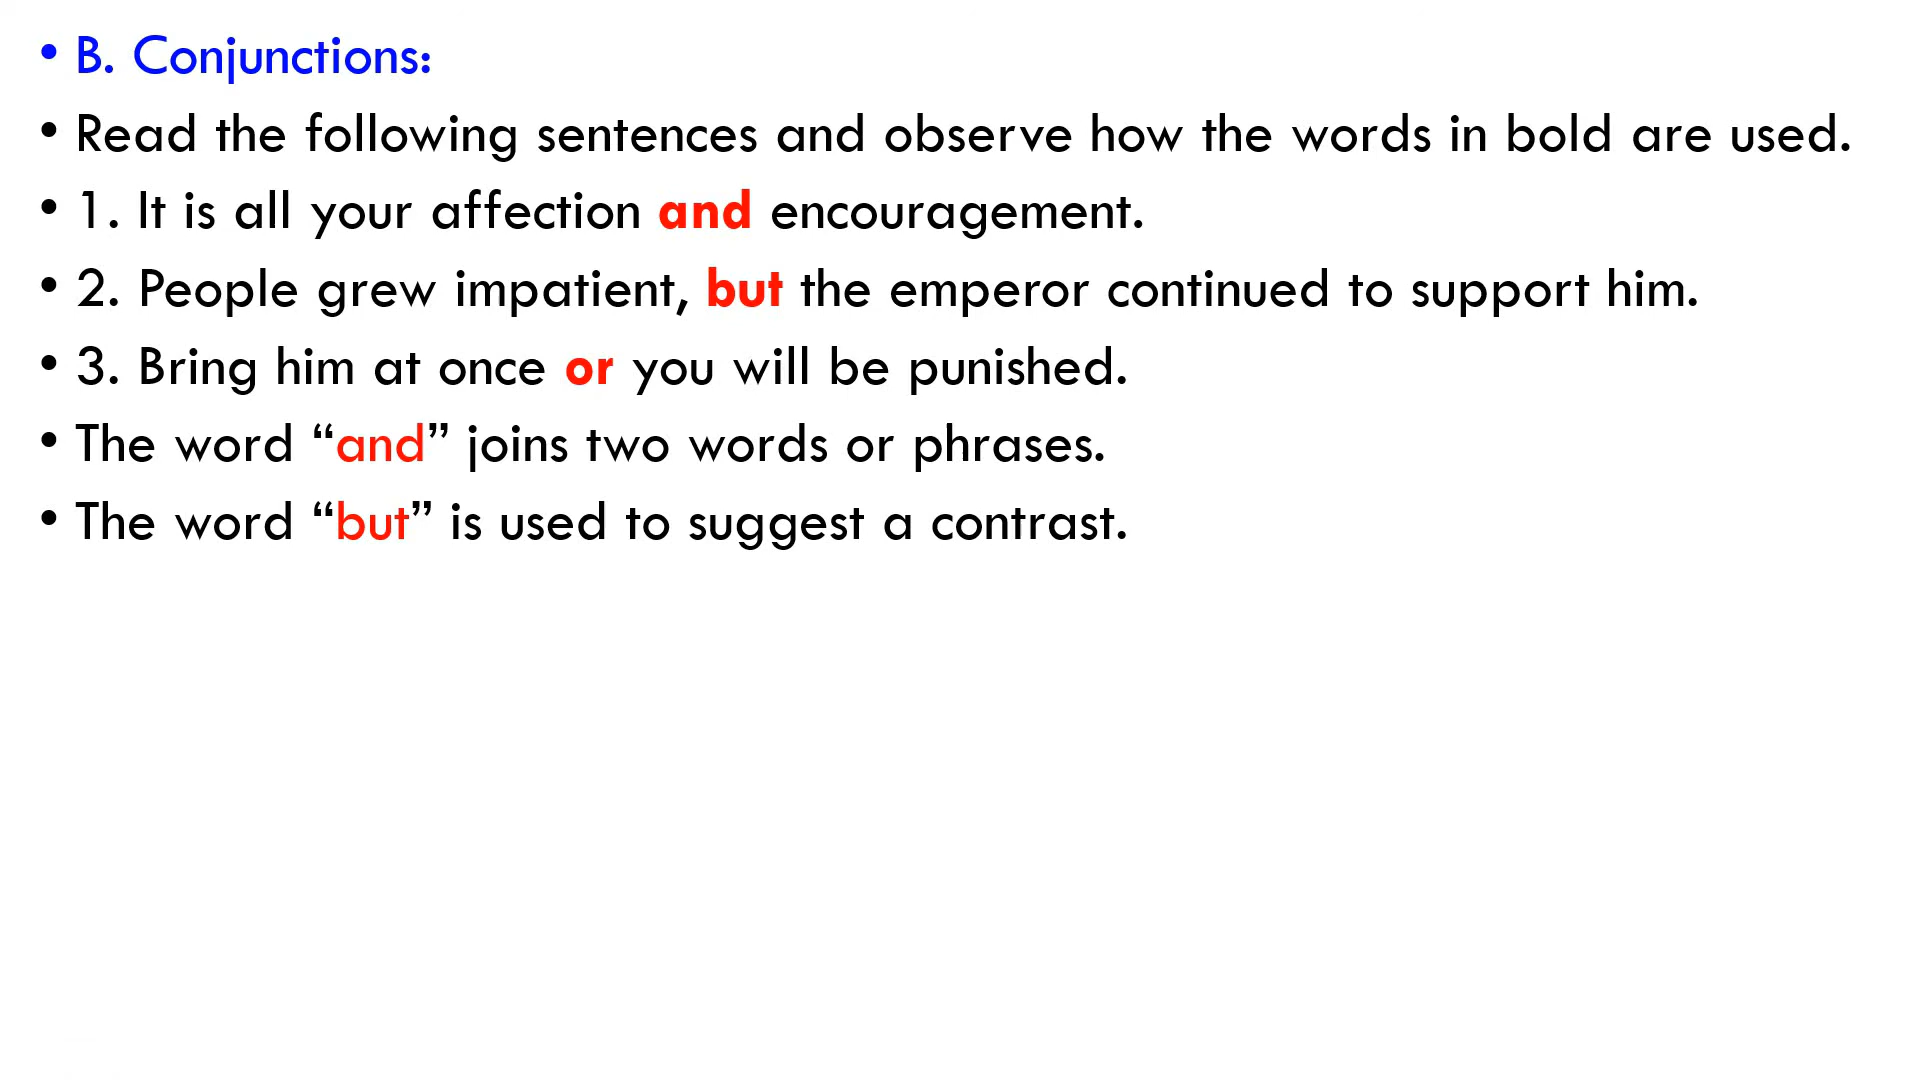 • B. Conjunctions:
• Read the following sentences and observe how the words in bold are used.
• 1. It is all your affection and encouragement.
• 2. People grew impatient, but the emperor continued to support him.
• 3. Bring him at once or you will be punished.
• The word “and” joins two words or phrases.
• The word “but” is used to suggest a contrast.